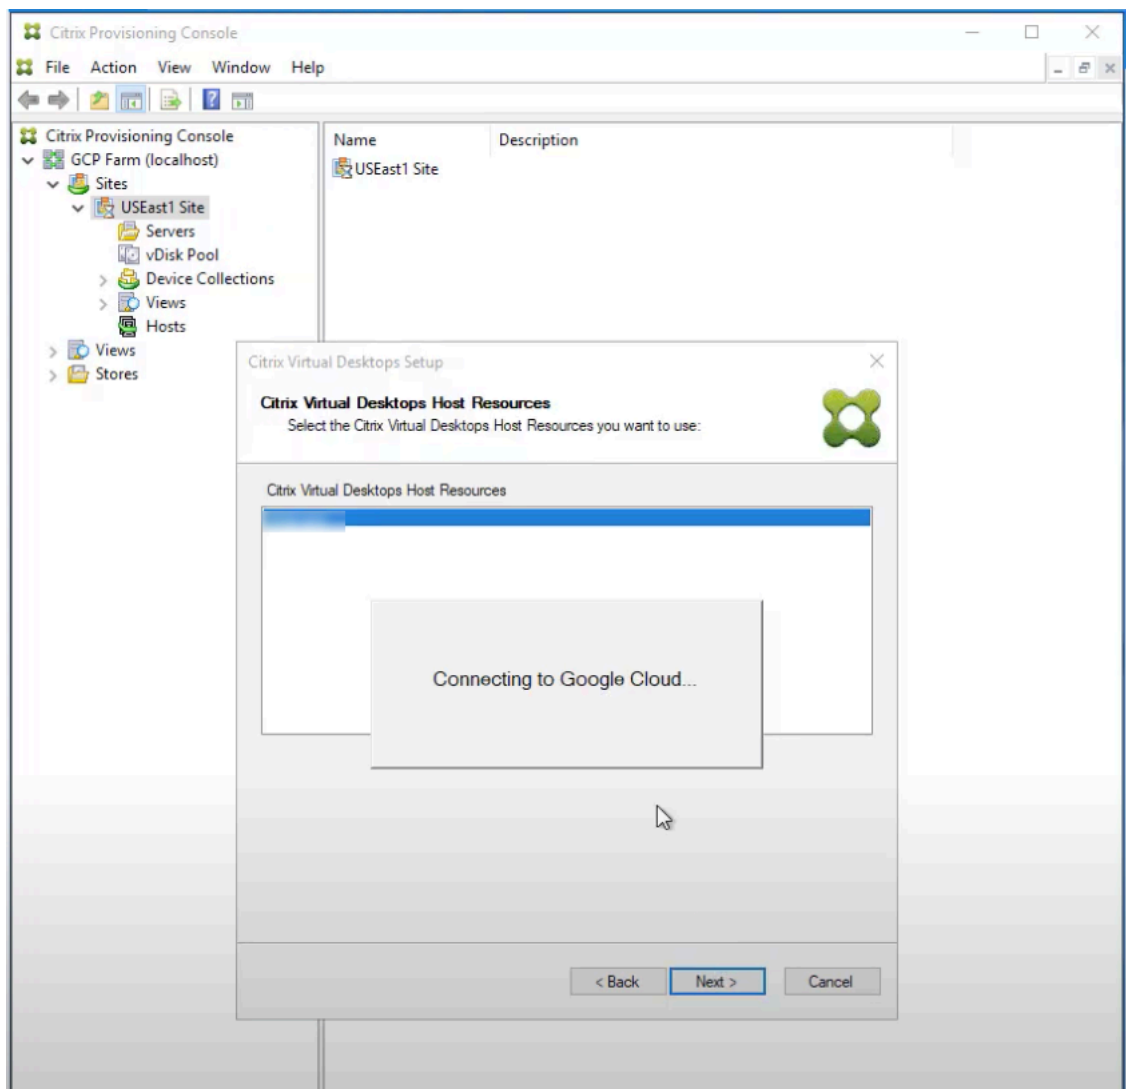 Citrix Provisioning Console
File Action View Window Help
Citrix Provisioning Console
GCP Farm (localhost)
Sites
USEast1 Site
Servers
vDisk Pool
Device Collections
Views
Hosts
Views
Stores
Name Description
USEast1 Site
Citrix Virtual Desktops Setup
Citrix Virtual Desktops Host Resources
Select the Citrix Virtual Desktops Host Resources you want to use:
Citrix Virtual Desktops Host Resources
Connecting to Google Cloud...
< Back Next > Cancel